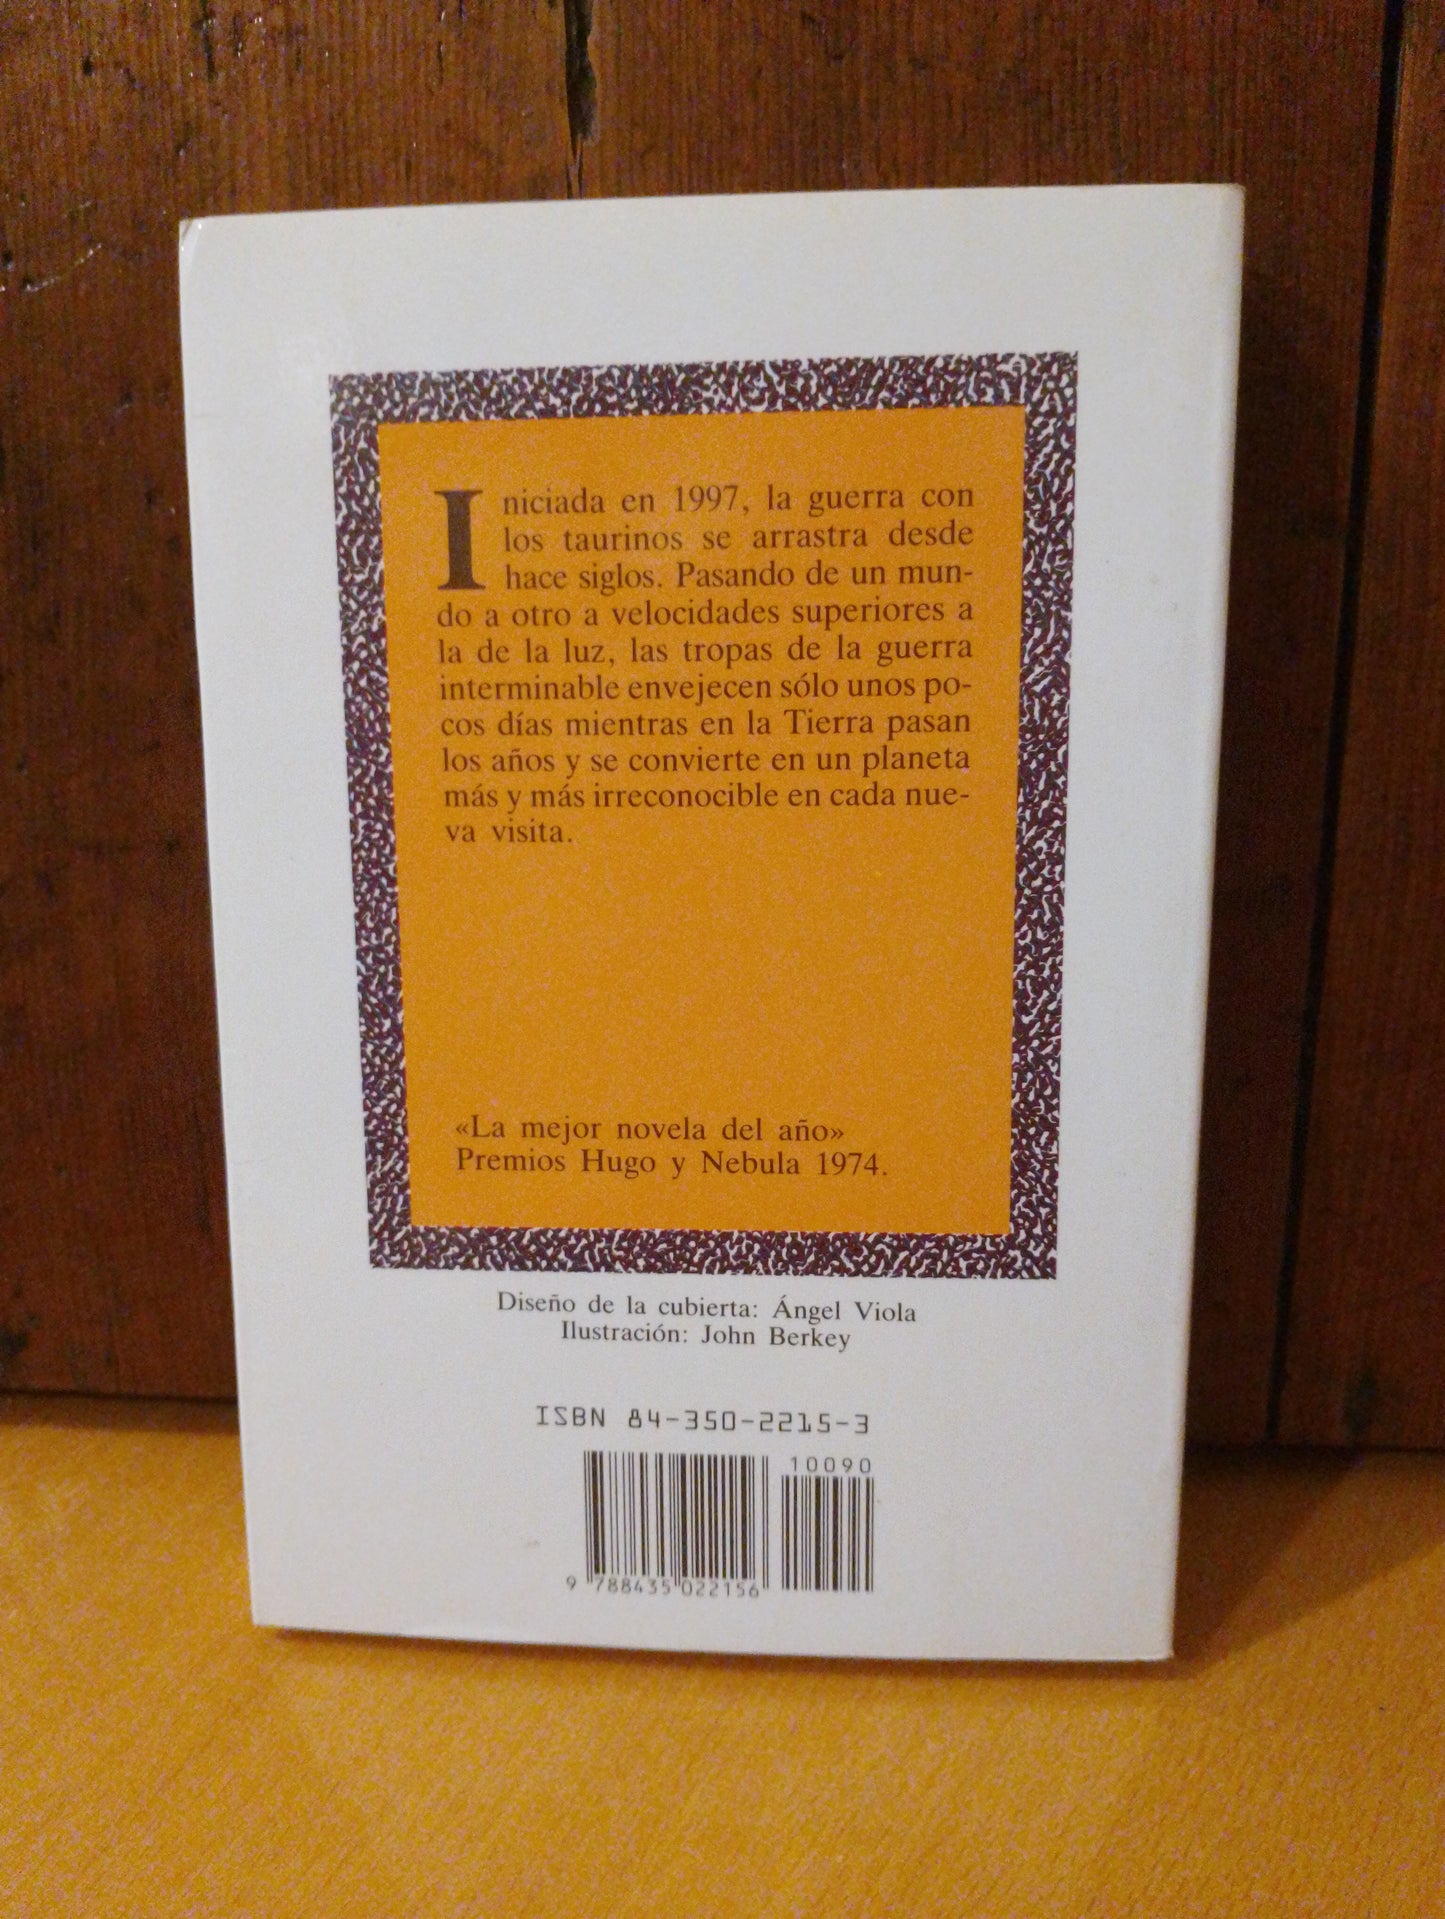 Iniciada en 1997, la guerra con
los taurinos se arrastra desde
hace siglos. Pasando de un mun-
do a otro a velocidades superiores a
la de la luz, las tropas de la guerra
interminable envejecen sólo unos po-
cos días mientras en la Tierra pasan
los años y se convierte en un planeta
más y más irreconocible en cada nue-
va visita.
«La mejor novela del año»
Premios Hugo y Nebula 1974.
Diseño de la cubierta: Ángel Viola
Ilustración: John Berkey
ISBN 84-350-2215-3
10090
9 788435 022156